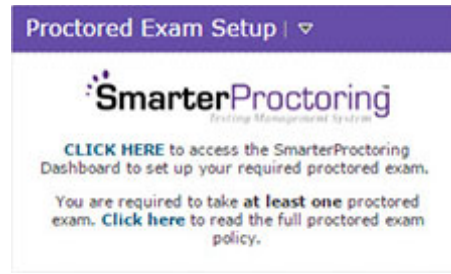 Proctored Exam Setup |
SmarterProctoring
Testing Management System
CLICK HERE to access the SmarterProctoring
Dashboard to set up your required proctored exam.
You are required to take at least one proctored
exam. Click here to read the full proctored exam
policy.